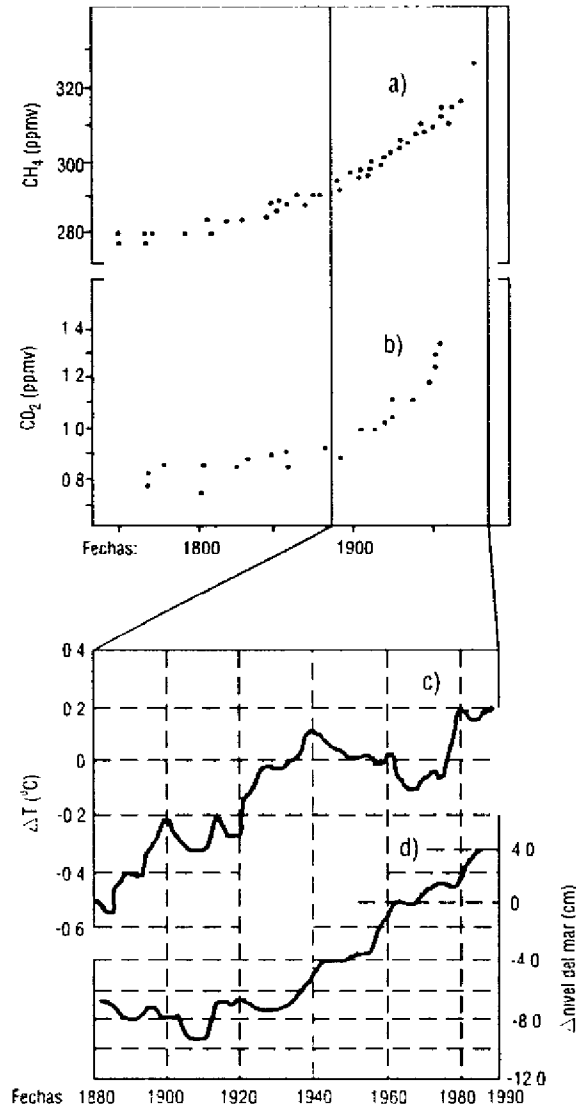 CH₄ (ppmv)
320
300
280
a)
CO₂ (ppmv)
1 4
1.2
1.0
0.8
b)
Fechas: 1800 1900
ΔT (°C)
0 4
0.2
0
-0.2
-0.4
-0 6
c)
d)
4 0
0
-4 0
-8 0
-12.0
Δnivel del mar (cm)
Fechas 1880 1900 1920 1940 1960 1980 1990